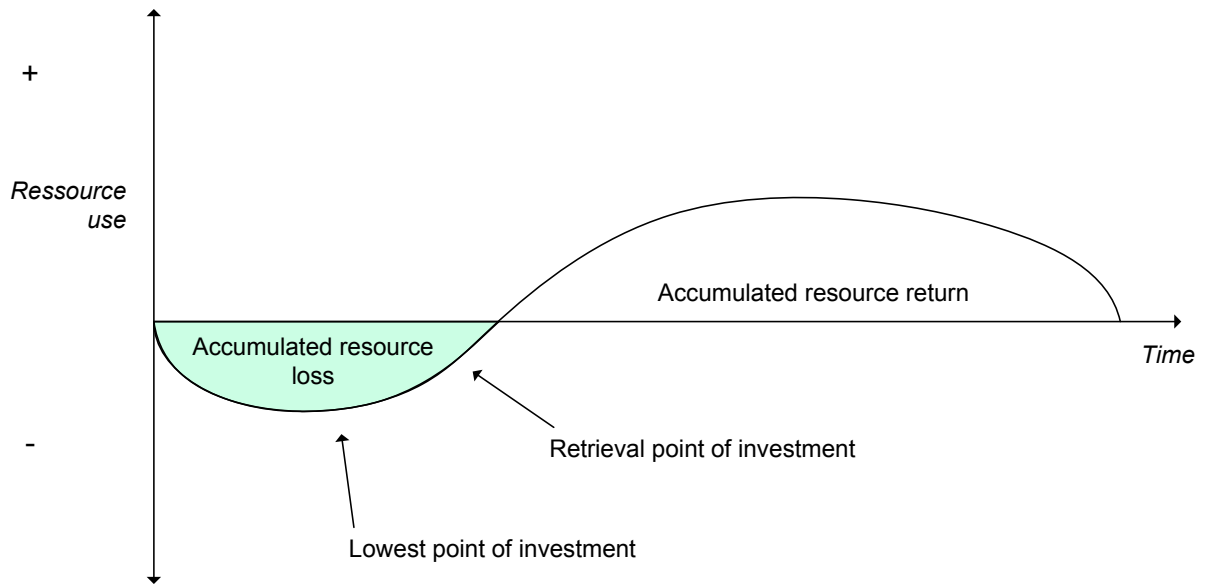 +
Ressource
use
Accumulated resource return
Accumulated resource
loss
Time
-
Retrieval point of investment
Lowest point of investment